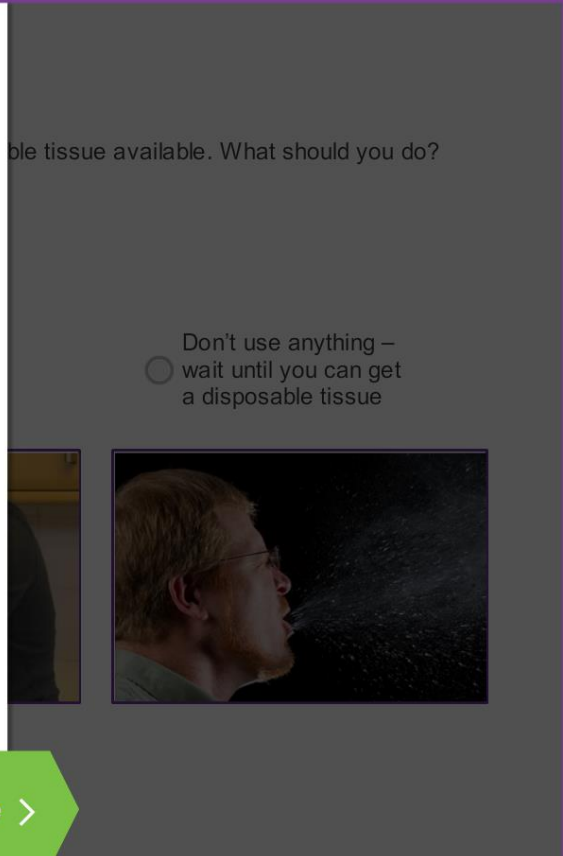 ble tissue available. What should you do?
Don't use anything –
wait until you can get
a disposable tissue